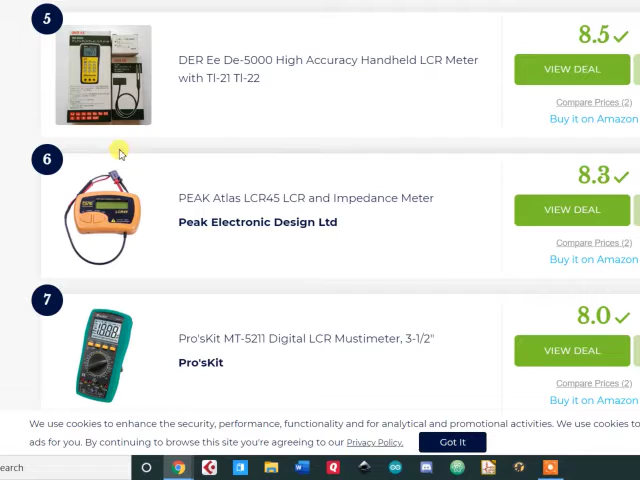 5
8.5
DER Ee De-5000 High Accuracy Handheld LCR Meter
with TI-21 TI-22
VIEW DEAL
Compare Prices (2)
Buy it on Amazon
6
8.3
PEAK Atlas LCR45 LCR and Impedance Meter
Peak Electronic Design Ltd
VIEW DEAL
Compare Prices (2)
Buy it on Amazon
7
8.0
Pro'sKit MT-5211 Digital LCR Mustimeter, 3-1/2"
Pro'sKit
VIEW DEAL
Compare Prices (2)
Buy it on Amazon
We use cookies to enhance the security, performance, functionality and for analytical and promotional activities. We use cookies to
ads for you. By continuing to browse this site you're agreeing to our Privacy Policy.
Got It
earch